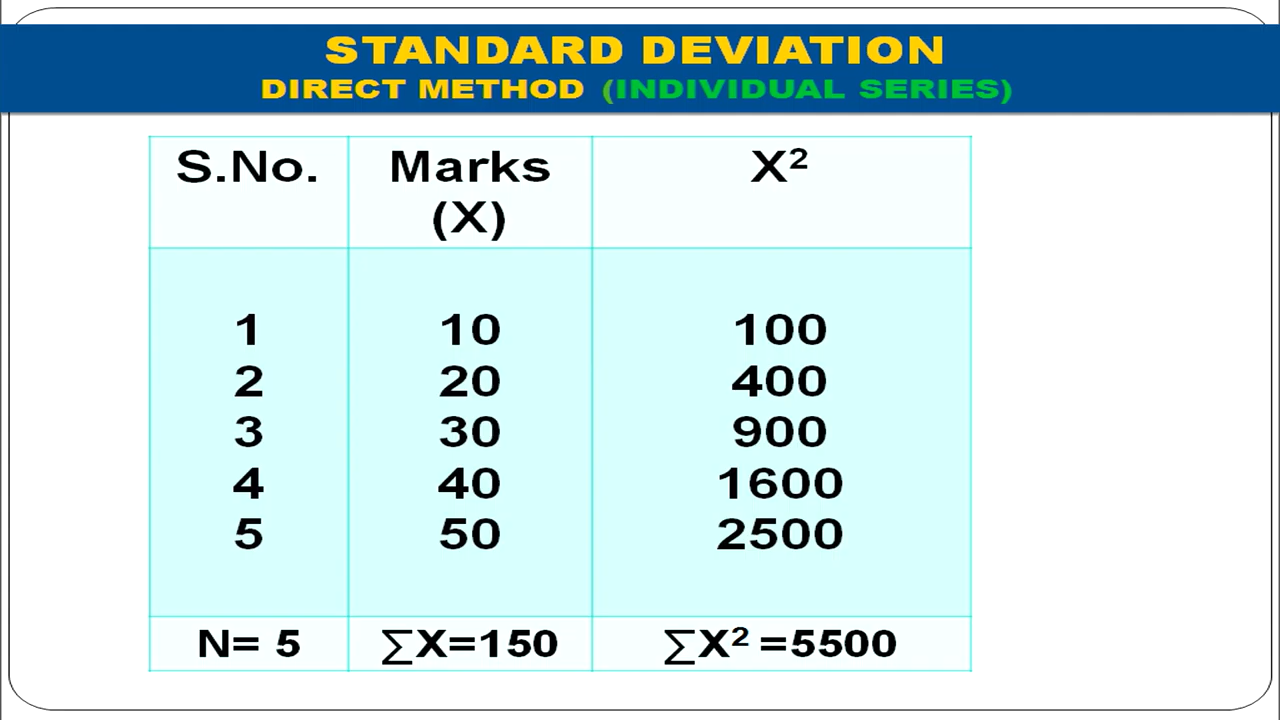 STANDARD DEVIATION
DIRECT METHOD (INDIVIDUAL SERIES)
S.No. Marks (X) X²
1 10 100
2 20 400
3 30 900
4 40 1600
5 50 2500
N= 5 ∑X=150 ∑X² =5500